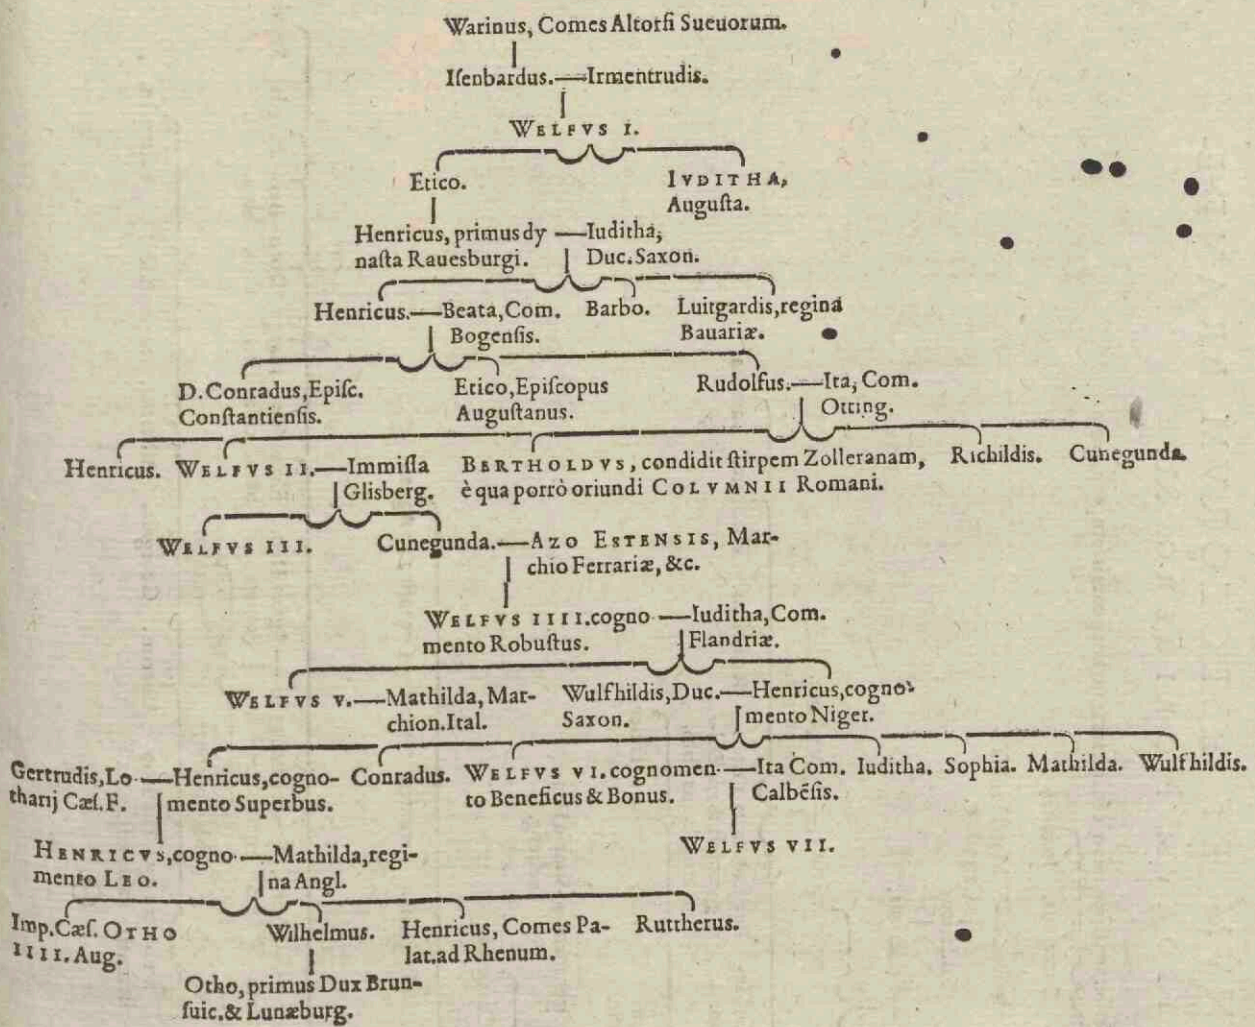 Warinus, Comes Altorfi Sueuorum.
Iſenbardus.—Irmentrudis.
WELFVS I.
Etico. IVDITHA,
Auguſta.
Henricus, primus dy —Iuditha,
naſta Rauesburgi. Duc. Saxon.
Henricus.—Beata, Com. Barbo. Luitgardis, regina
Bogenſis. Bauariæ.
D. Conradus, Epiſc. Etico, Epiſcopus Rudolfus.—Ita, Com.
Conſtantienſis. Auguſtanus. Otting.
Henricus. WELFVS II.—Immiſla BERTHOLDVS, condidit ſtirpem Zolleranam, Richildis. Cunegunda.
Gliſberg. è qua porrò oriundi COLVMNII Romani.
WELFVS III. Cunegunda.—AZO ESTENSIS, Mar-
chio Ferrariæ, &c.
WELFVS IIII. cogno —Iuditha, Com.
mento Robuſtus. Flandriæ.
WELFVS V.—Mathilda, Mar- Wulfhildis, Duc.—Henricus, cogno-
chion. Ital. Saxon. mento Niger.
Gertrudis, Lo-—Henricus, cogno- Conradus. WELFVS VI. cognomen-—Ita Com. Iuditha. Sophia. Mathilda. Wulfhildis.
tharij Cæſ. F. mento Superbus. to Beneficus & Bonus. Calbēſis.
HENRICVS, cogno-—Mathilda, regi- WELFVS VII.
mento LEO. na Angl.
Imp. Cæſ. OTHO Wilhelmus. Henricus, Comes Pa- Ruttherus.
IIII. Aug. lat. ad Rhenum.
Otho, primus Dux Brun-
ſuic. & Lunæburg.